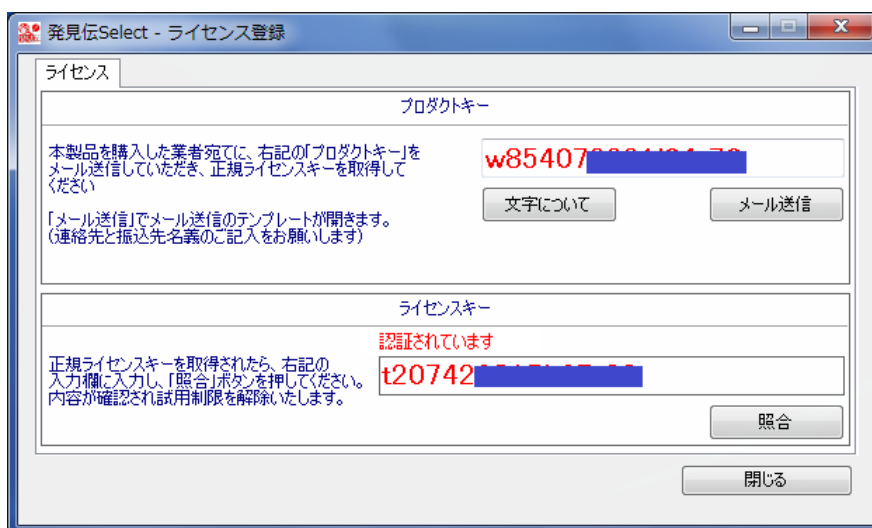 発見伝Select - ライセンス登録
ライセンス
プロダクトキー
本製品を購入した業者宛てに、右記の「プロダクトキー」を
メール送信していただき、正規ライセンスキーを取得して
ください
「メール送信」でメール送信のテンプレートが開きます。
(連絡先と振込先名義のご記入をお願いします)
w85407
文字について
メール送信
ライセンスキー
認証されています
正規ライセンスキーを取得されたら、右記の
入力欄に入力し、「照合」ボタンを押してください。
内容が確認され試用制限を解除いたします。
t20742
照合
閉じる